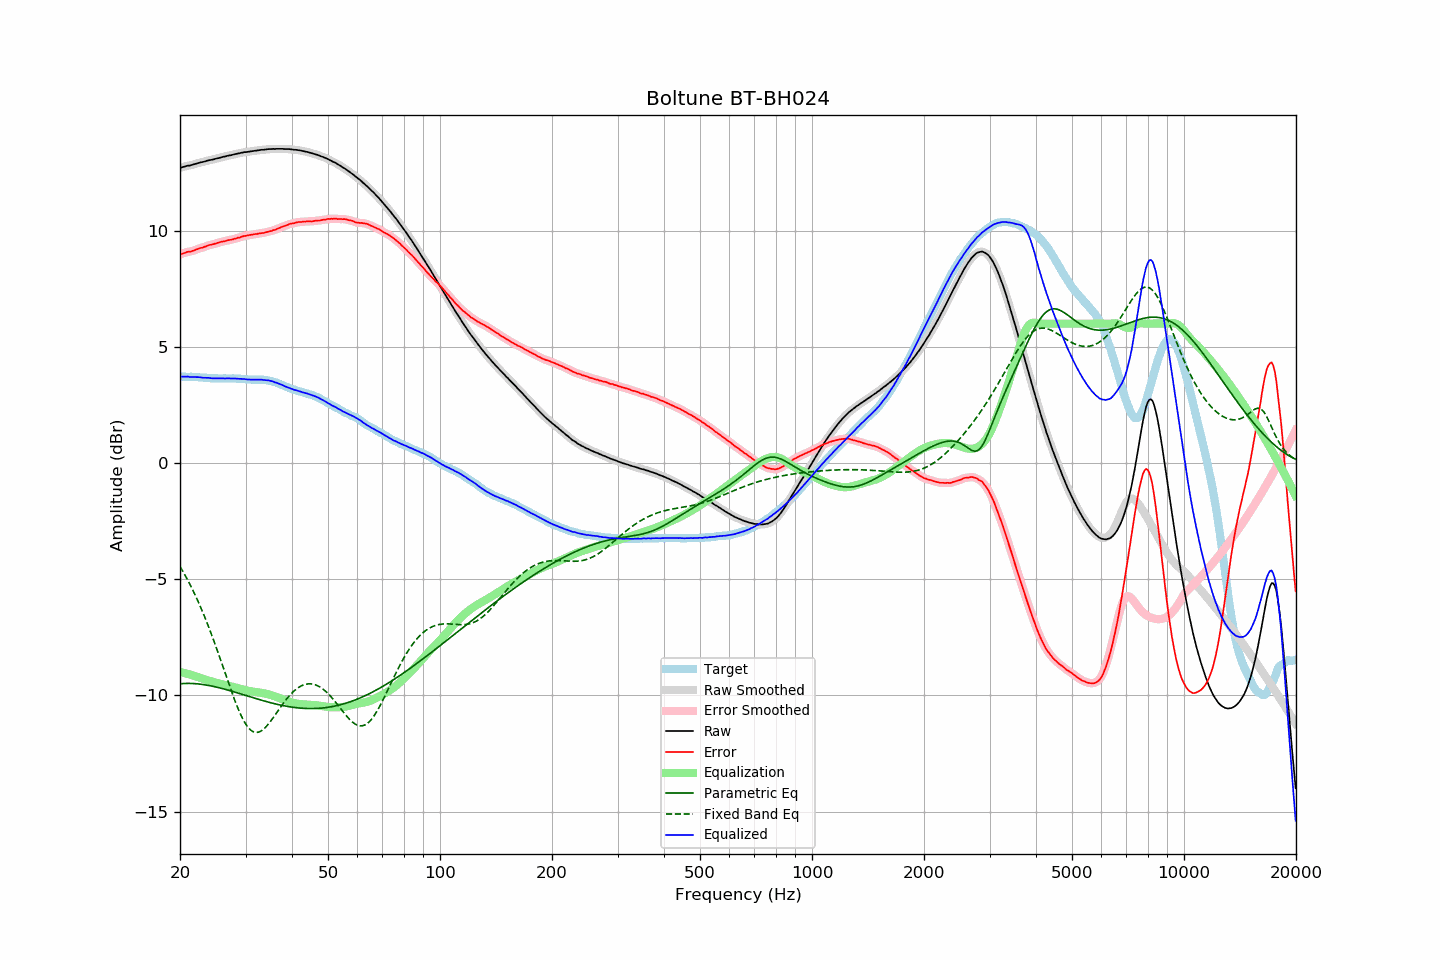 Boltune BT-BH024
Amplitude (dBr)
10
5
0
−5
−10
−15
Target
Raw Smoothed
Error Smoothed
Raw
Error
Equalization
Parametric Eq
Fixed Band Eq
Equalized
20 50 100 200 500 1000 2000 5000 10000 20000
Frequency (Hz)